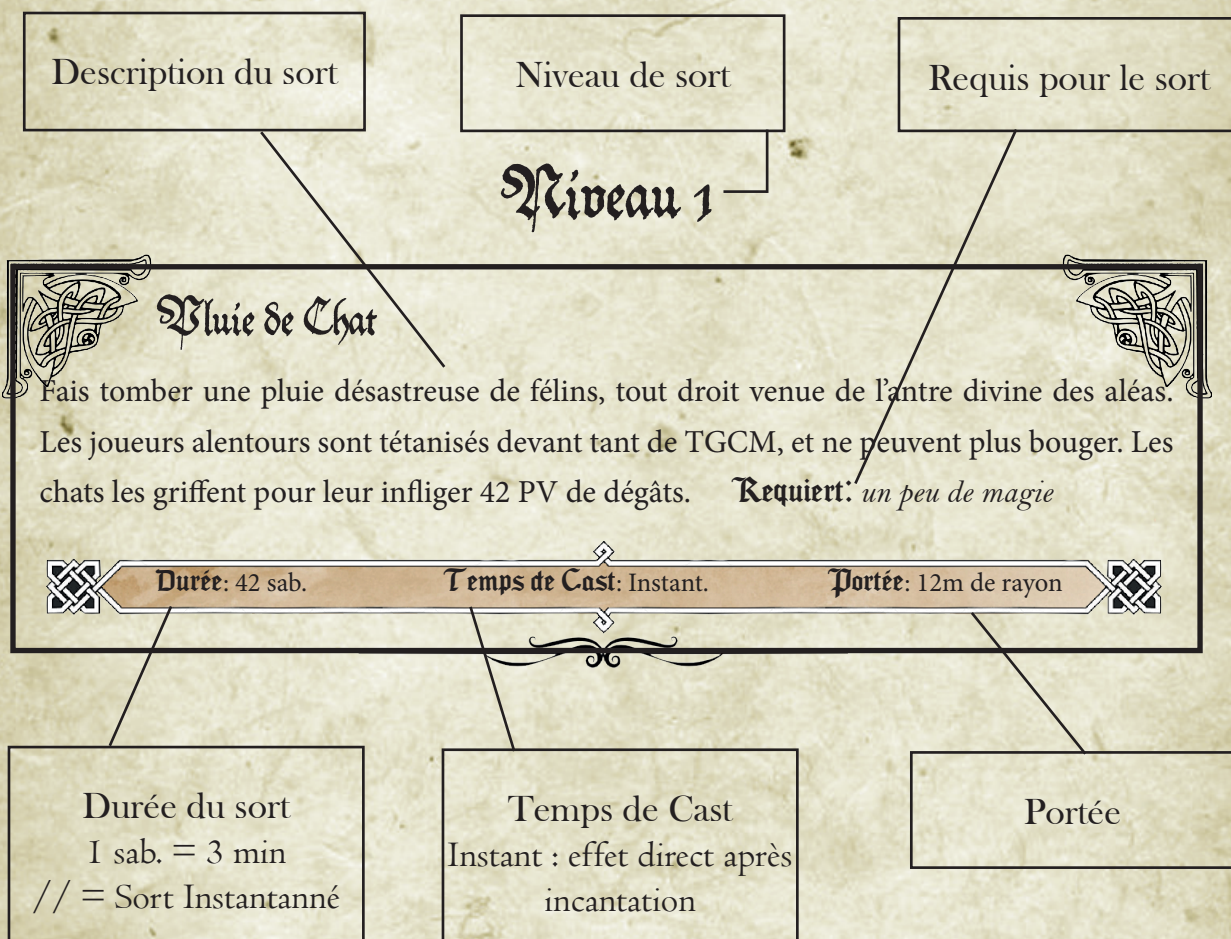 Description du sort
Niveau de sort
Requis pour le sort
Niveau 1
Pluie de Chat
Fais tomber une pluie désastreuse de félins, tout droit venue de l'antre divine des aléas.
Les joueurs alentours sont tétanisés devant tant de TGCM, et ne peuvent plus bouger. Les
chats les griffent pour leur infliger 42 PV de dégâts. Requiert: un peu de magie
Durée: 42 sab. Temps de Cast: Instant. Portée: 12m de rayon
Durée du sort
1 sab. = 3 min
// = Sort Instantanné
Temps de Cast
Instant : effet direct après
incantation
Portée